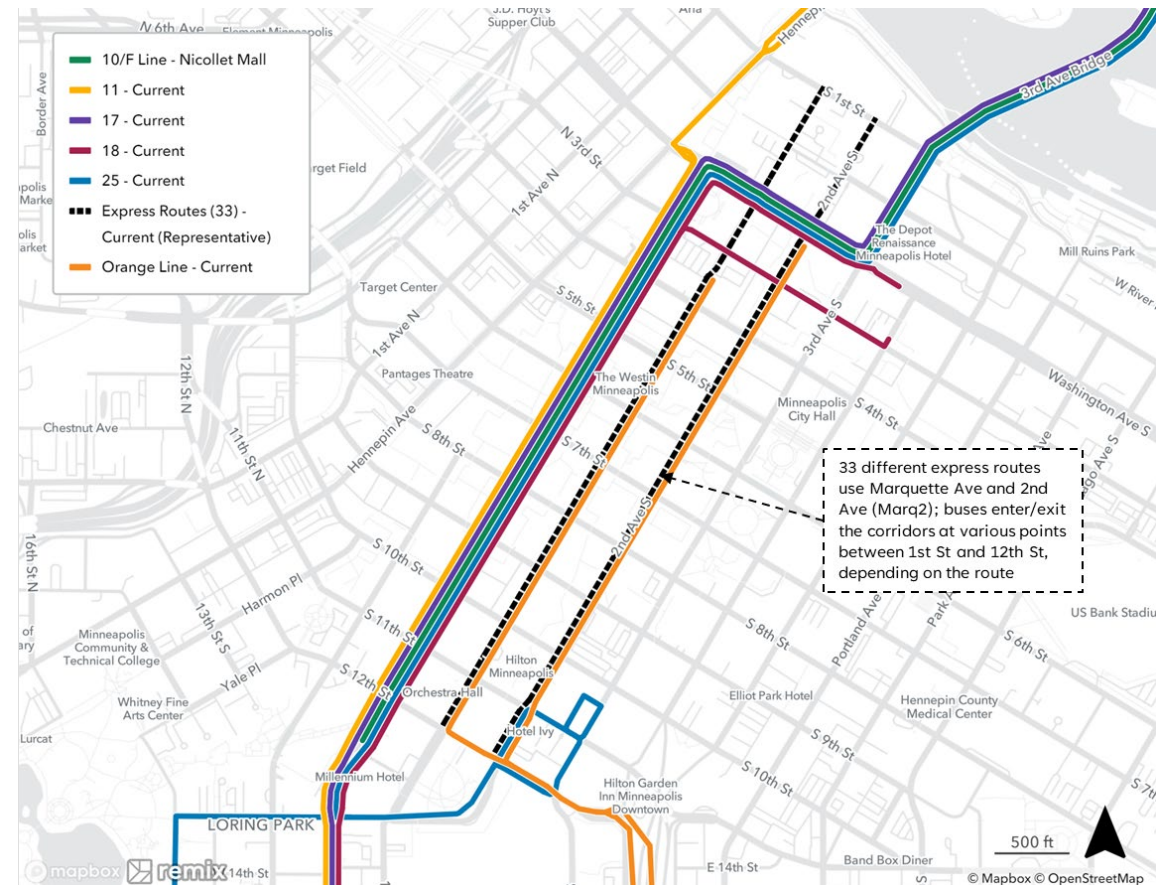 J.D. Hoyt's
Supper Club
N 6th Ave
Element Minneapolis
Hennepin
3rd Ave Bridge
10/F Line - Nicollet Mall
11 - Current
17 - Current
18 - Current
25 - Current
Express Routes (33) -
Current (Representative)
Orange Line - Current
Border Ave
S 1st St
N 3rd St
1st Ave N
2nd Ave S
The Depot
Renaissance
Minneapolis Hotel
Mill Ruins Park
W River
Target Center
1st Ave N
S 5th St
3rd Ave S
Pantages Theatre
The Westin
Minneapolis
S 5th St
Minneapolis
City Hall
S 4th St
Washington Ave S
12th St N
Chestnut Ave
11th St N
Hennepin Ave
S 8th St
S 7th St
33 different express routes
use Marquette Ave and 2nd
Ave (Marq2); buses enter/exit
the corridors at various points
between 1st St and 12th St,
depending on the route
2nd Ave S
16th St N
S 10th St
Harmon Pl
13th St S
S 11th St
Minneapolis
Community &
Technical College
Yale Pl
S 12th St
Hilton
Minneapolis
Orchestra Hall
Whitney Fine
Arts Center
Hotel Ivy
S 8th St
Portland Ave
Park
S 6th St
Elliot Park Hotel
Hennepin County
Medical Center
S 9th St
S 10th St
S 7th
Lurcat
Millennium Hotel
Hilton Garden
Inn Minneapolis
Downtown
LORING PARK
500 ft
mapbox remix
14th St
E 14th St
Band Box Diner
© Mapbox © OpenStreetMap